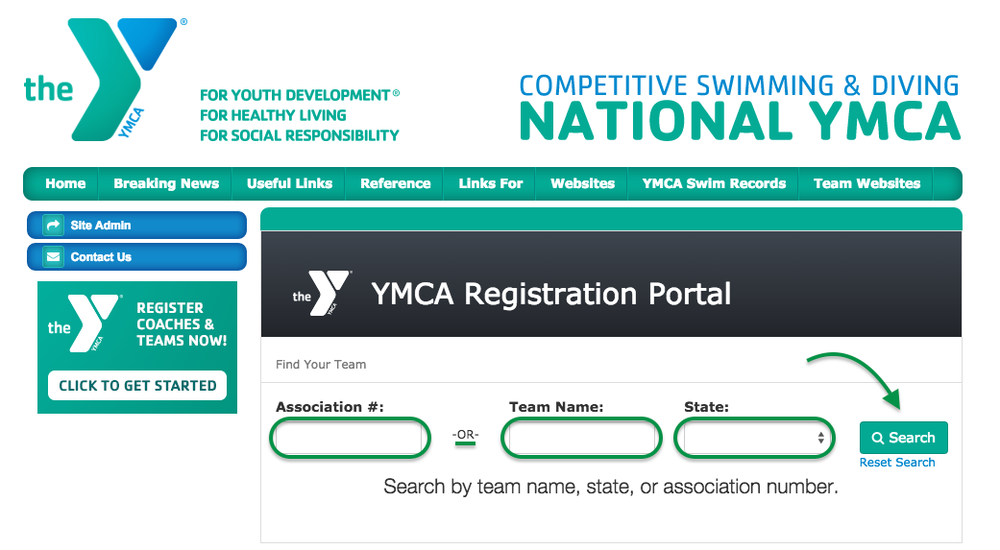 the
YMCA
®
FOR YOUTH DEVELOPMENT®
FOR HEALTHY LIVING
FOR SOCIAL RESPONSIBILITY
COMPETITIVE SWIMMING & DIVING
NATIONAL YMCA
Home Breaking News Useful Links Reference Links For Websites YMCA Swim Records Team Websites
Site Admin
Contact Us
the
YMCA
REGISTER
COACHES &
TEAMS NOW!
CLICK TO GET STARTED
the
YMCA
YMCA Registration Portal
Find Your Team
Association #: Team Name: State:
-OR-
Search
Reset Search
Search by team name, state, or association number.